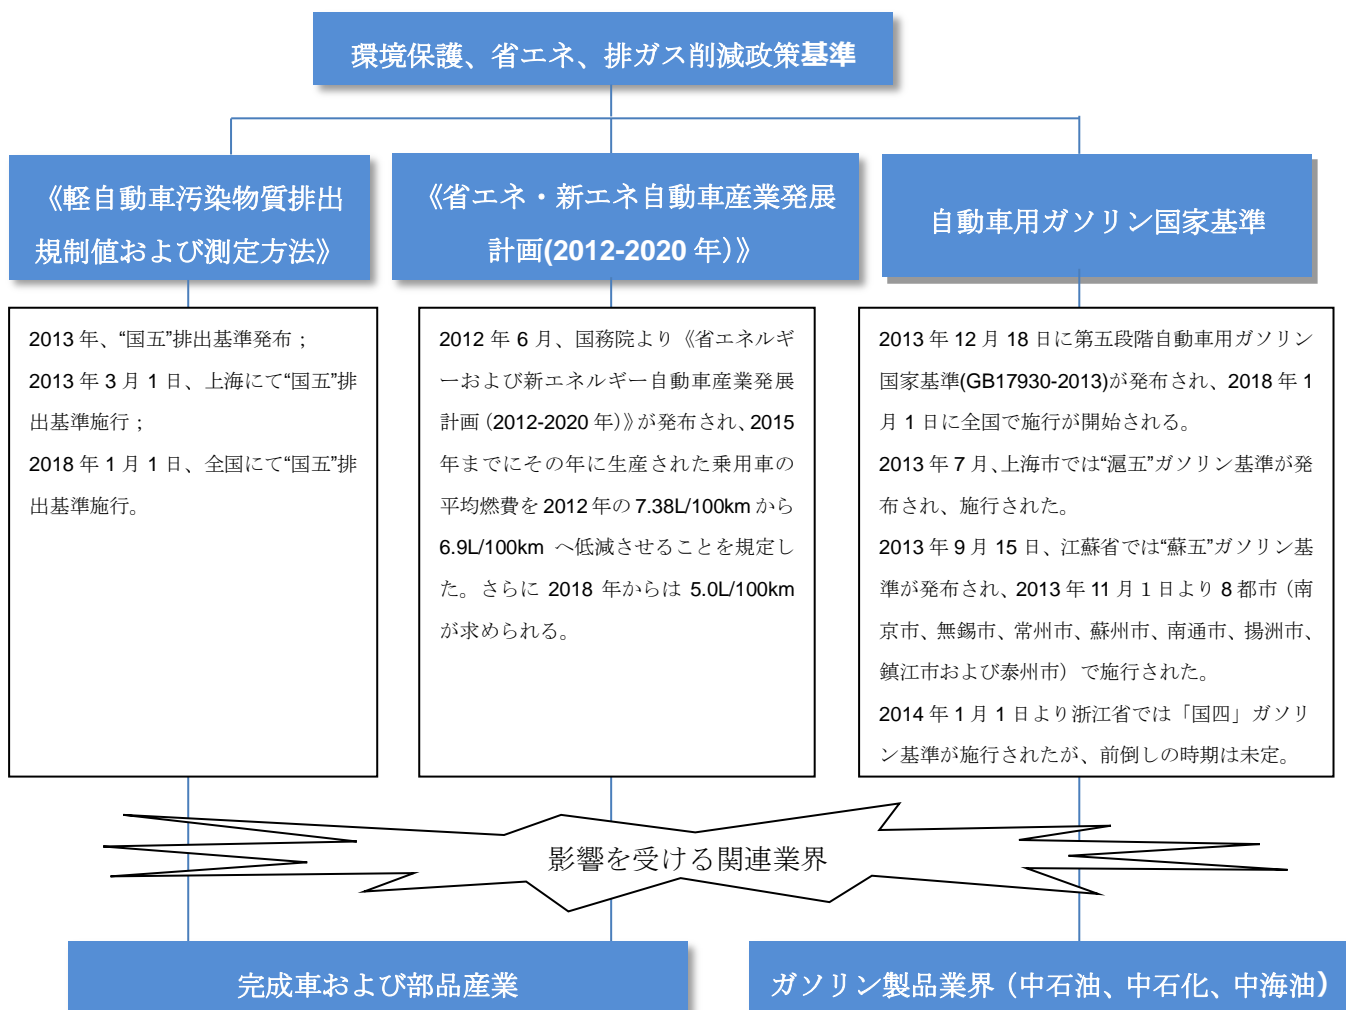 環境保護、省エネ、排ガス削減政策基準
《軽自動車汚染物質排出
規制値および測定方法》
《省エネ・新エネ自動車産業発展
計画(2012-2020 年)》
自動車用ガソリン国家基準
2013 年、“国五”排出基準発布；
2013 年 3 月 1 日、上海にて“国五”排
出基準施行；
2018 年 1 月 1 日、全国にて“国五”排
出基準施行。
2012 年 6 月、国務院より《省エネルギ
ーおよび新エネルギー自動車産業発展
計画（2012-2020 年）》が発布され、2015
年までにその年に生産された乗用車の
平均燃費を 2012 年の 7.38L/100km から
6.9L/100km へ低減させることを規定し
た。さらに 2018 年からは 5.0L/100km
が求められる。
2013 年 12 月 18 日に第五段階自動車用ガソリン
国家基準(GB17930-2013)が発布され、2018 年 1
月 1 日に全国で施行が開始される。
2013 年 7 月、上海市では“滬五”ガソリン基準が発
布され、施行された。
2013 年 9 月 15 日、江蘇省では“蘇五”ガソリン基
準が発布され、2013 年 11 月 1 日より 8 都市（南
京市、無錫市、常州市、蘇州市、南通市、揚洲市、
鎮江市および泰州市）で施行された。
2014 年 1 月 1 日より浙江省では「国四」ガソリ
ン基準が施行されたが、前倒しの時期は未定。
影響を受ける関連業界
完成車および部品産業
ガソリン製品業界（中石油、中石化、中海油）